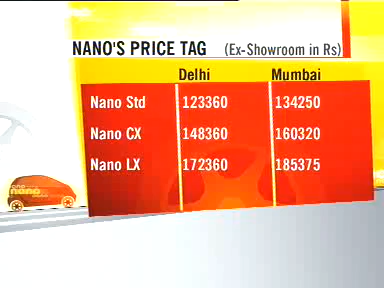 NANO'S PRICE TAG (Ex-Showroom in Rs)
Delhi Mumbai
Nano Std 123360 134250
Nano CX 148360 160320
Nano LX 172360 185375
nano